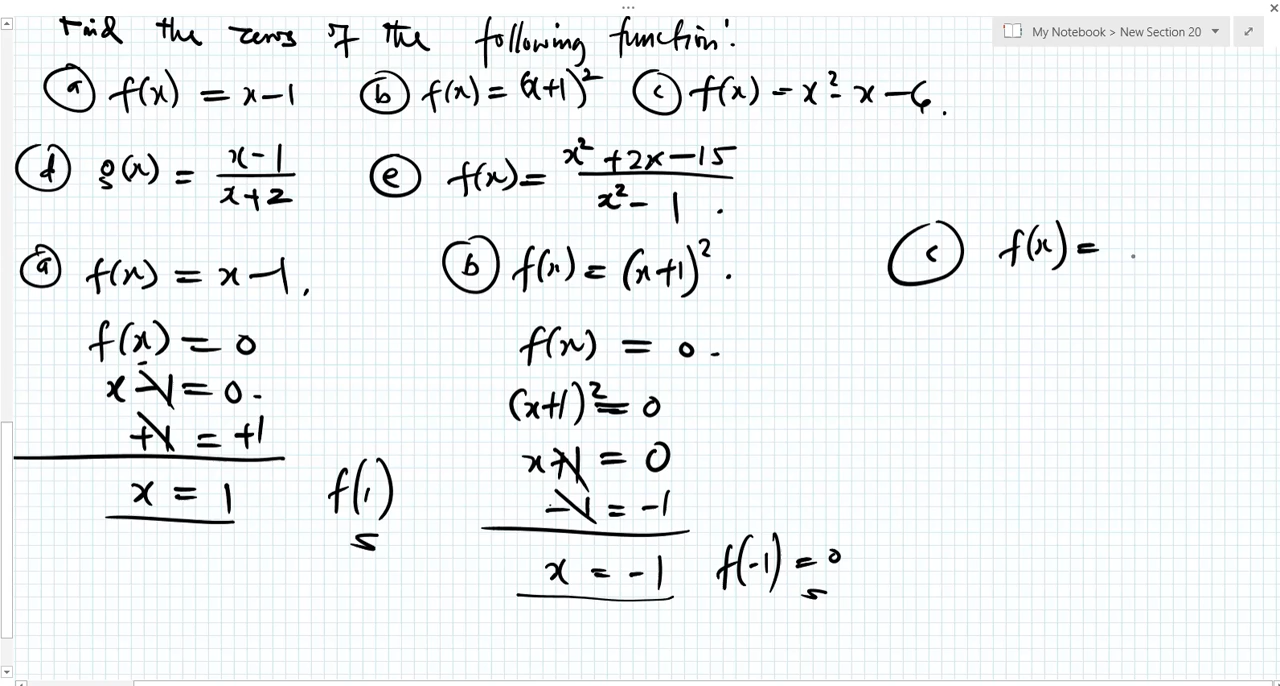 My Notebook > New Section 20
Find the zeros of the following function:
(a) f(x) = x-1 (b) f(x) = (x+1)² (c) f(x) = x² - x - 6.
(d) g(x) = (x-1)/(x+2) (e) f(x) = (x²+2x-15)/(x²-1).
(a) f(x) = x-1,
f(x) = 0
x-1 = 0.
+1 = +1
x = 1 f(1)
(b) f(x) = (x+1)².
f(x) = 0.
(x+1)² = 0
x+1 = 0
-1 = -1
x = -1 f(-1) = 0
(c) f(x) =